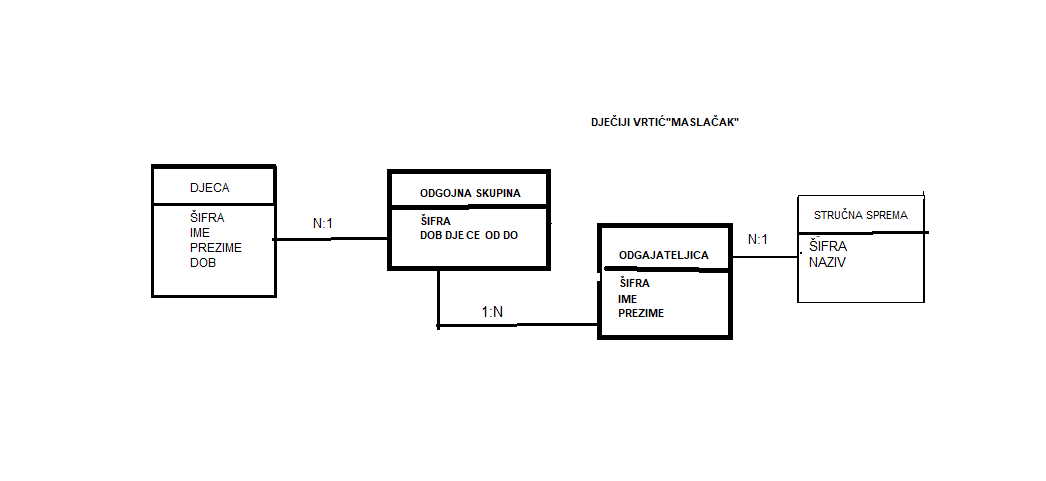 DJEČIJI VRTIĆ"MASLAČAK"
DJECA
ŠIFRA
IME
PREZIME
DOB
N:1
ODGOJNA SKUPINA
ŠIFRA
DOB DJE CE OD DO
1:N
ODGAJATELJICA
ŠIFRA
IME
PREZIME
N:1
STRUČNA SPREMA
ŠIFRA
NAZIV